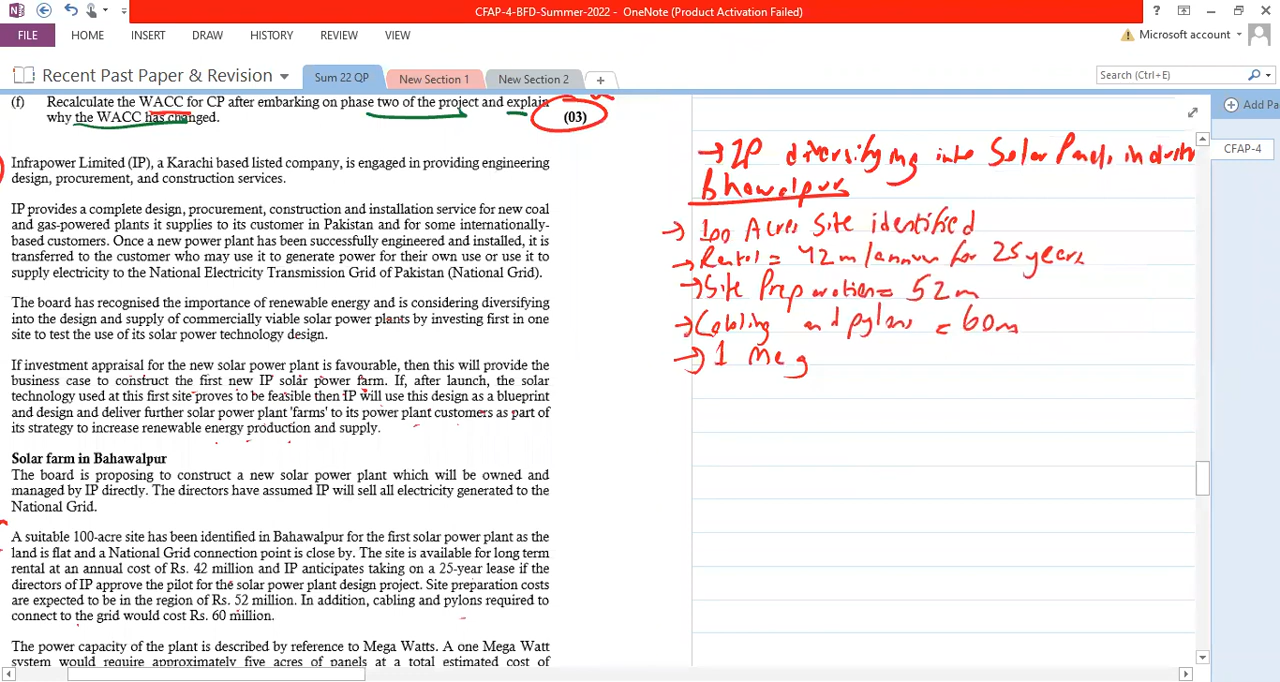 CFAP-4-BFD-Summer-2022 - OneNote (Product Activation Failed)
FILE HOME INSERT DRAW HISTORY REVIEW VIEW
Microsoft account
Recent Past Paper & Revision
Sum 22 QP
New Section 1
New Section 2
Search (Ctrl+E)
Add Pa
CFAP-4
(f) Recalculate the WACC for CP after embarking on phase two of the project and explain
why the WACC has changed. (03)
Infrapower Limited (IP), a Karachi based listed company, is engaged in providing engineering
design, procurement, and construction services.
IP provides a complete design, procurement, construction and installation service for new coal
and gas-powered plants it supplies to its customer in Pakistan and for some internationally-
based customers. Once a new power plant has been successfully engineered and installed, it is
transferred to the customer who may use it to generate power for their own use or use it to
supply electricity to the National Electricity Transmission Grid of Pakistan (National Grid).
The board has recognised the importance of renewable energy and is considering diversifying
into the design and supply of commercially viable solar power plants by investing first in one
site to test the use of its solar power technology design.
If investment appraisal for the new solar power plant is favourable, then this will provide the
business case to construct the first new IP solar power farm. If, after launch, the solar
technology used at this first site proves to be feasible then IP will use this design as a blueprint
and design and deliver further solar power plant 'farms' to its power plant customers as part of
its strategy to increase renewable energy production and supply.
Solar farm in Bahawalpur
The board is proposing to construct a new solar power plant which will be owned and
managed by IP directly. The directors have assumed IP will sell all electricity generated to the
National Grid.
A suitable 100-acre site has been identified in Bahawalpur for the first solar power plant as the
land is flat and a National Grid connection point is close by. The site is available for long term
rental at an annual cost of Rs. 42 million and IP anticipates taking on a 25-year lease if the
directors of IP approve the pilot for the solar power plant design project. Site preparation costs
are expected to be in the region of Rs. 52 million. In addition, cabling and pylons required to
connect to the grid would cost Rs. 60 million.
The power capacity of the plant is described by reference to Mega Watts. A one Mega Watt
system would require approximately five acres of panels at a total estimated cost of
→ IP diversifying into Solar Panels industr
Bhawalpur
→ 100 Acres Site identified
→ Rental = 42m/annum for 25 years
→ Site Preparation = 52m
→ Cabling and pylons = 60m
→ 1 Meg